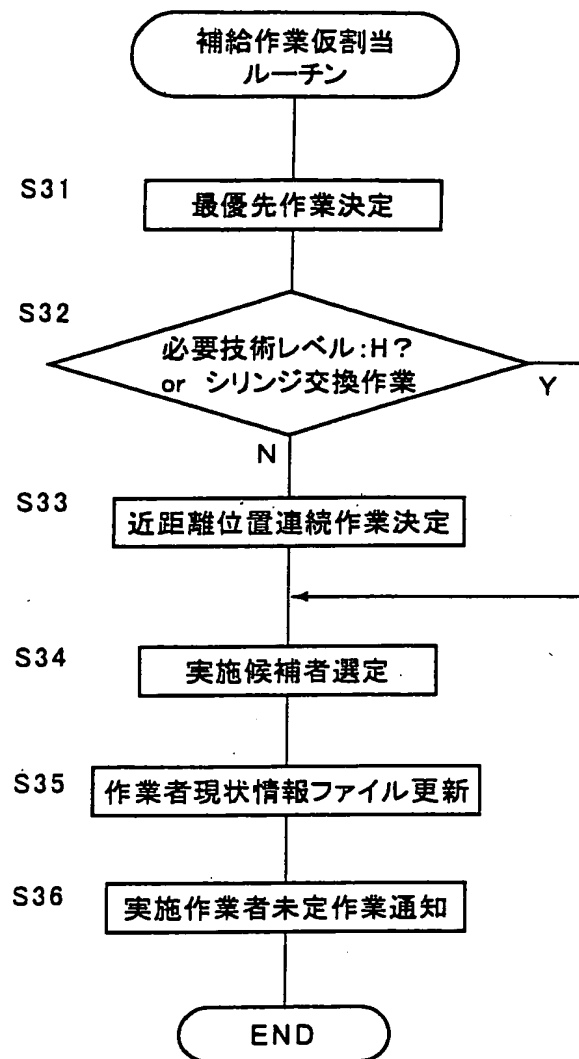 補給作業仮割当
ルーチン
S31
最優先作業決定
S32
必要技術レベル:H?
or シリンジ交換作業
Y
N
S33
近距離位置連続作業決定
S34
実施候補者選定
S35
作業者現状情報ファイル更新
S36
実施作業者未定作業通知
END